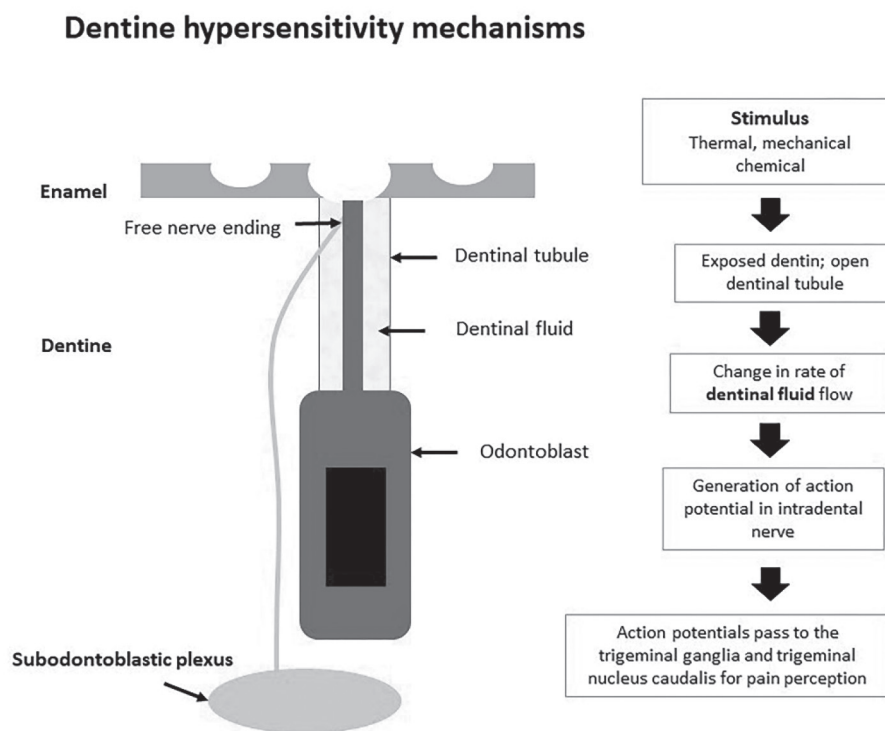 Dentine hypersensitivity mechanisms
Enamel
Free nerve ending
Dentinal tubule
Dentinal fluid
Dentine
Odontoblast
Subodontoblastic plexus
Stimulus
Thermal, mechanical
chemical
Exposed dentin; open
dentinal tubule
Change in rate of
dentinal fluid flow
Generation of action
potential in intradental
nerve
Action potentials pass to the
trigeminal ganglia and trigeminal
nucleus caudalis for pain perception